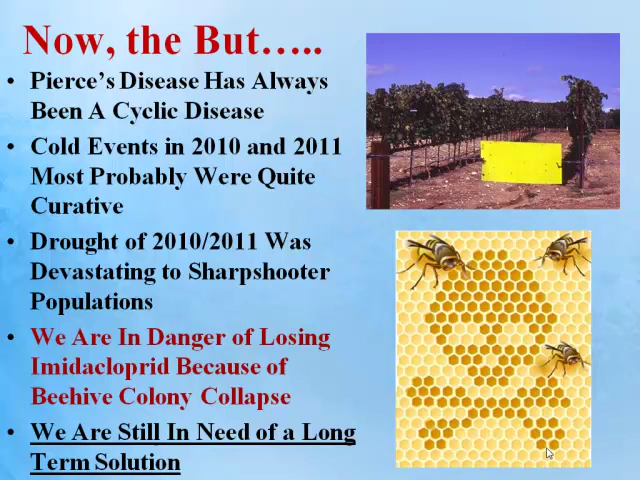 Now, the But…..
• Pierce's Disease Has Always
Been A Cyclic Disease
• Cold Events in 2010 and 2011
Most Probably Were Quite
Curative
• Drought of 2010/2011 Was
Devastating to Sharpshooter
Populations
• We Are In Danger of Losing
Imidacloprid Because of
Beehive Colony Collapse
• We Are Still In Need of a Long
Term Solution